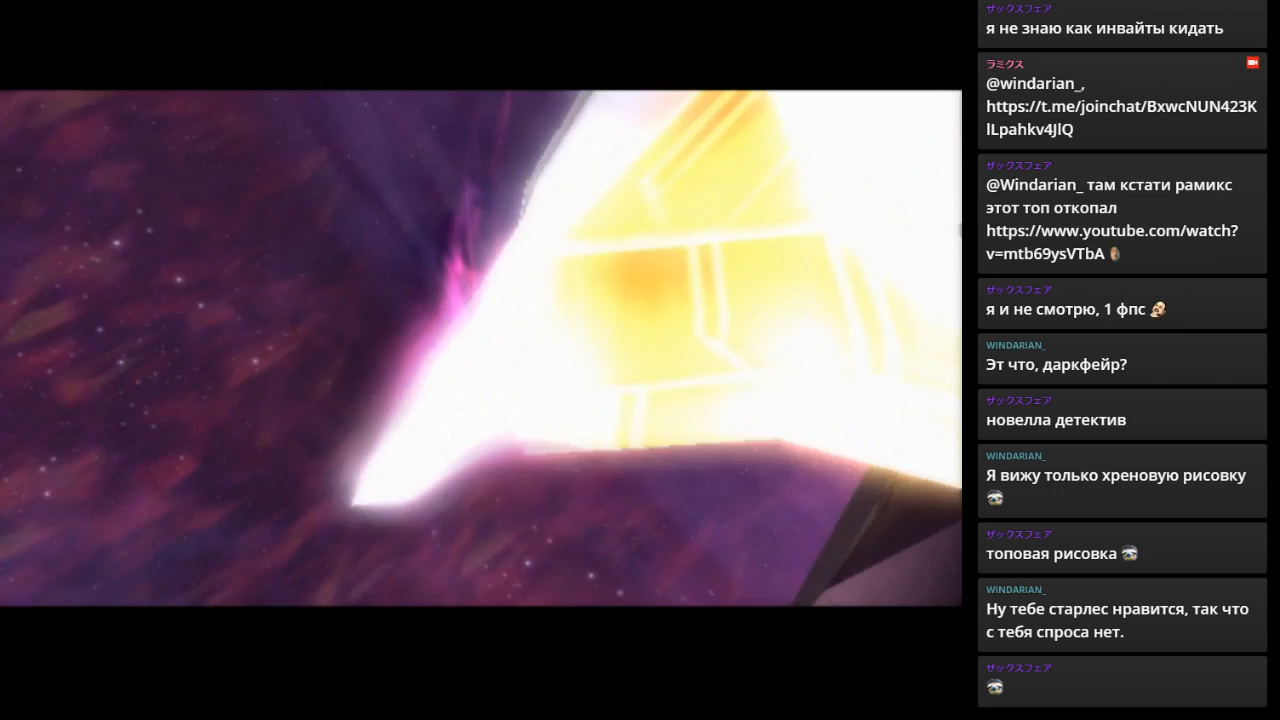 ザックスフェア
я не знаю как инвайты кидать
ラミクス
@windarian_,
https://t.me/joinchat/BxwcNUN423K
lLpahkv4JlQ
ザックスフェア
@Windarian_ там кстати рамикс
этот топ откопал
https://www.youtube.com/watch?
v=mtb69ysVTbA
ザックスフェア
я и не смотрю, 1 фпс
WINDARIAN_
Эт что, даркфейр?
ザックスフェア
новелла детектив
WINDARIAN_
Я вижу только хреновую рисовку
ザックスフェア
топовая рисовка
WINDARIAN_
Ну тебе старлес нравится, так что
с тебя спроса нет.
ザックスフェア